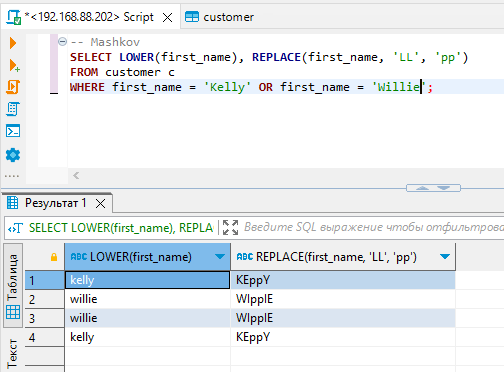 *<192.168.88.202> Script
customer
-- Mashkov
SELECT LOWER(first_name), REPLACE(first_name, 'LL', 'pp')
FROM customer c
WHERE first_name = 'Kelly' OR first_name = 'Willie';
Результат 1
SELECT LOWER(first_name), REPLA
Введите SQL выражение чтобы отфильтрова
Таблица
Текст
ABC LOWER(first_name)
ABC REPLACE(first_name, 'LL', 'pp')
1 kelly KEppY
2 willie WIppIE
3 willie WIppIE
4 kelly KEppY